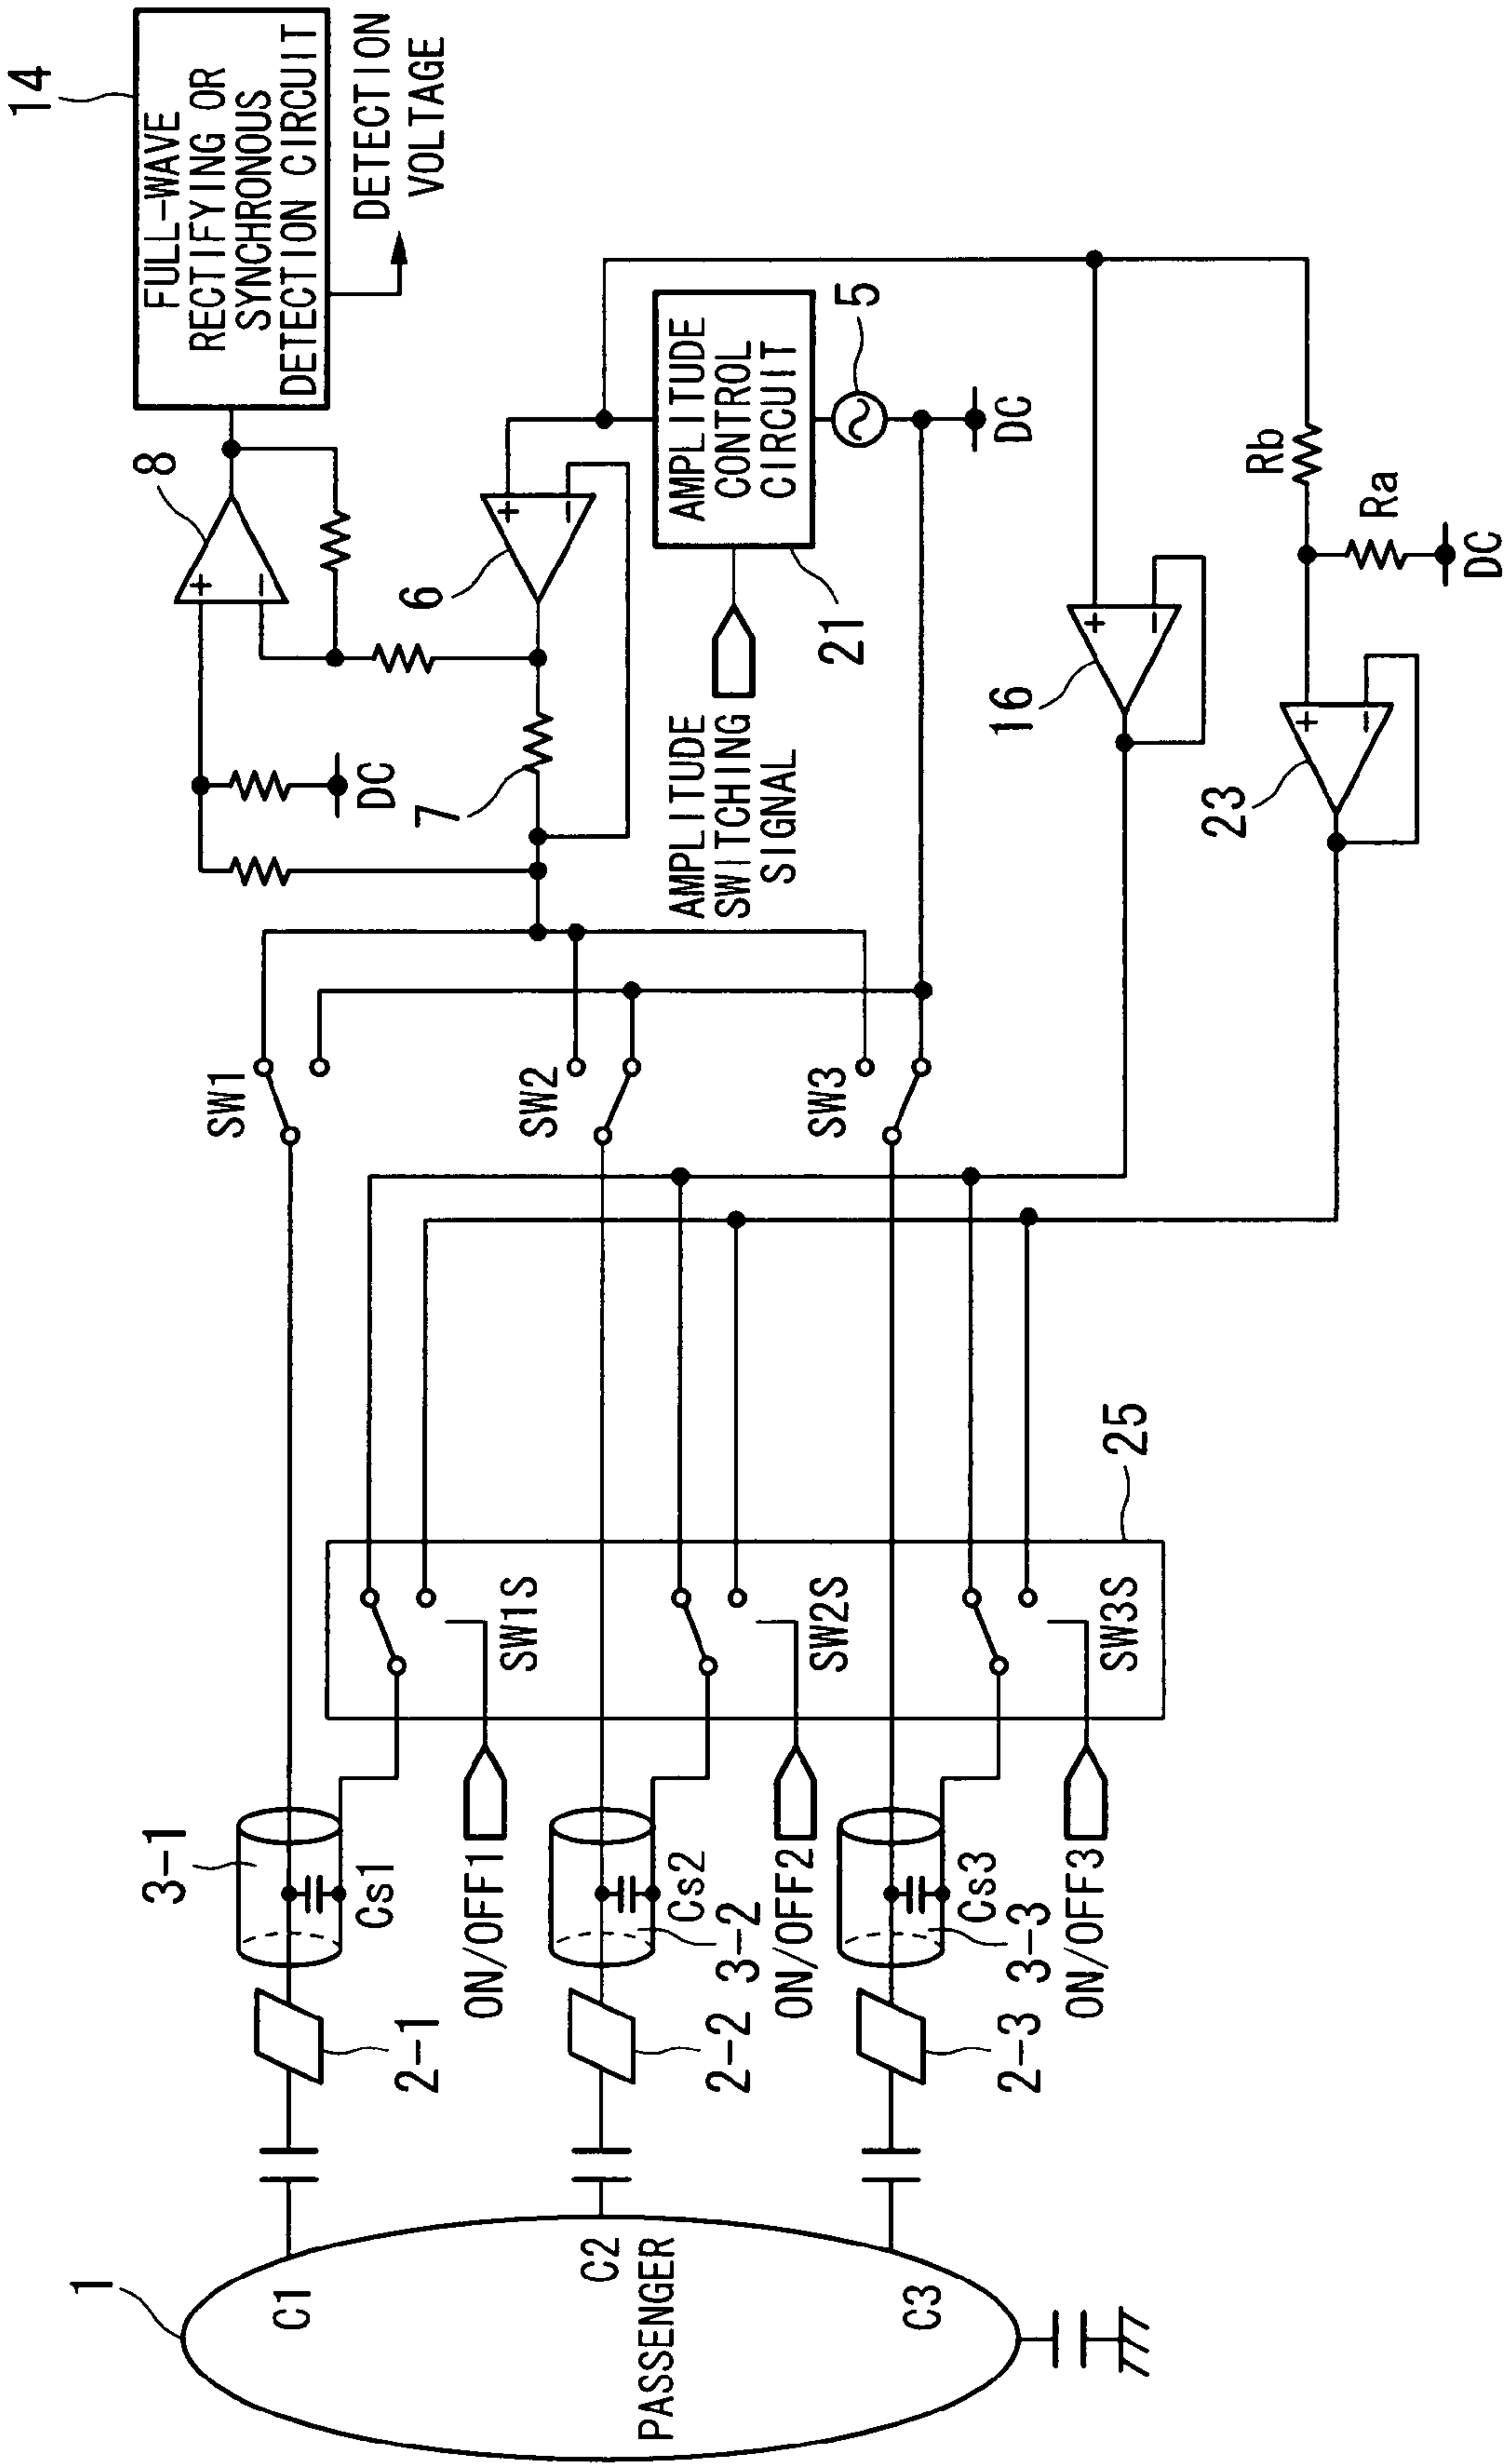 14
FULL-WAVE
RECTIFYING OR
SYNCHRONOUS
DETECTION CIRCUIT
DETECTION
VOLTAGE
8
6
7
DC
AMPLITUDE
CONTROL
CIRCUIT
5
DC
21
AMPLITUDE
SWITCHING
SIGNAL
16
23
Rb
Ra
DC
+
−
+
−
+
−
+
−
SW1
SW2
SW3
25
SW1S
SW2S
SW3S
3-1
Cs1
ON/OFF1
Cs2
3-2
ON/OFF2
Cs3
3-3
ON/OFF3
2-1
2-2
2-3
1
C1
C2
PASSENGER
C3